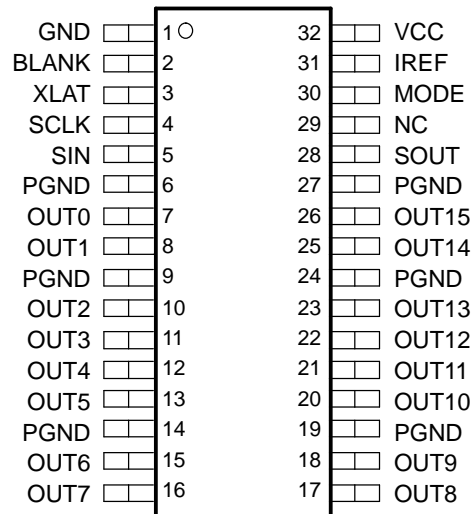 GND 1 32 VCC
BLANK 2 31 IREF
XLAT 3 30 MODE
SCLK 4 29 NC
SIN 5 28 SOUT
PGND 6 27 PGND
OUT0 7 26 OUT15
OUT1 8 25 OUT14
PGND 9 24 PGND
OUT2 10 23 OUT13
OUT3 11 22 OUT12
OUT4 12 21 OUT11
OUT5 13 20 OUT10
PGND 14 19 PGND
OUT6 15 18 OUT9
OUT7 16 17 OUT8